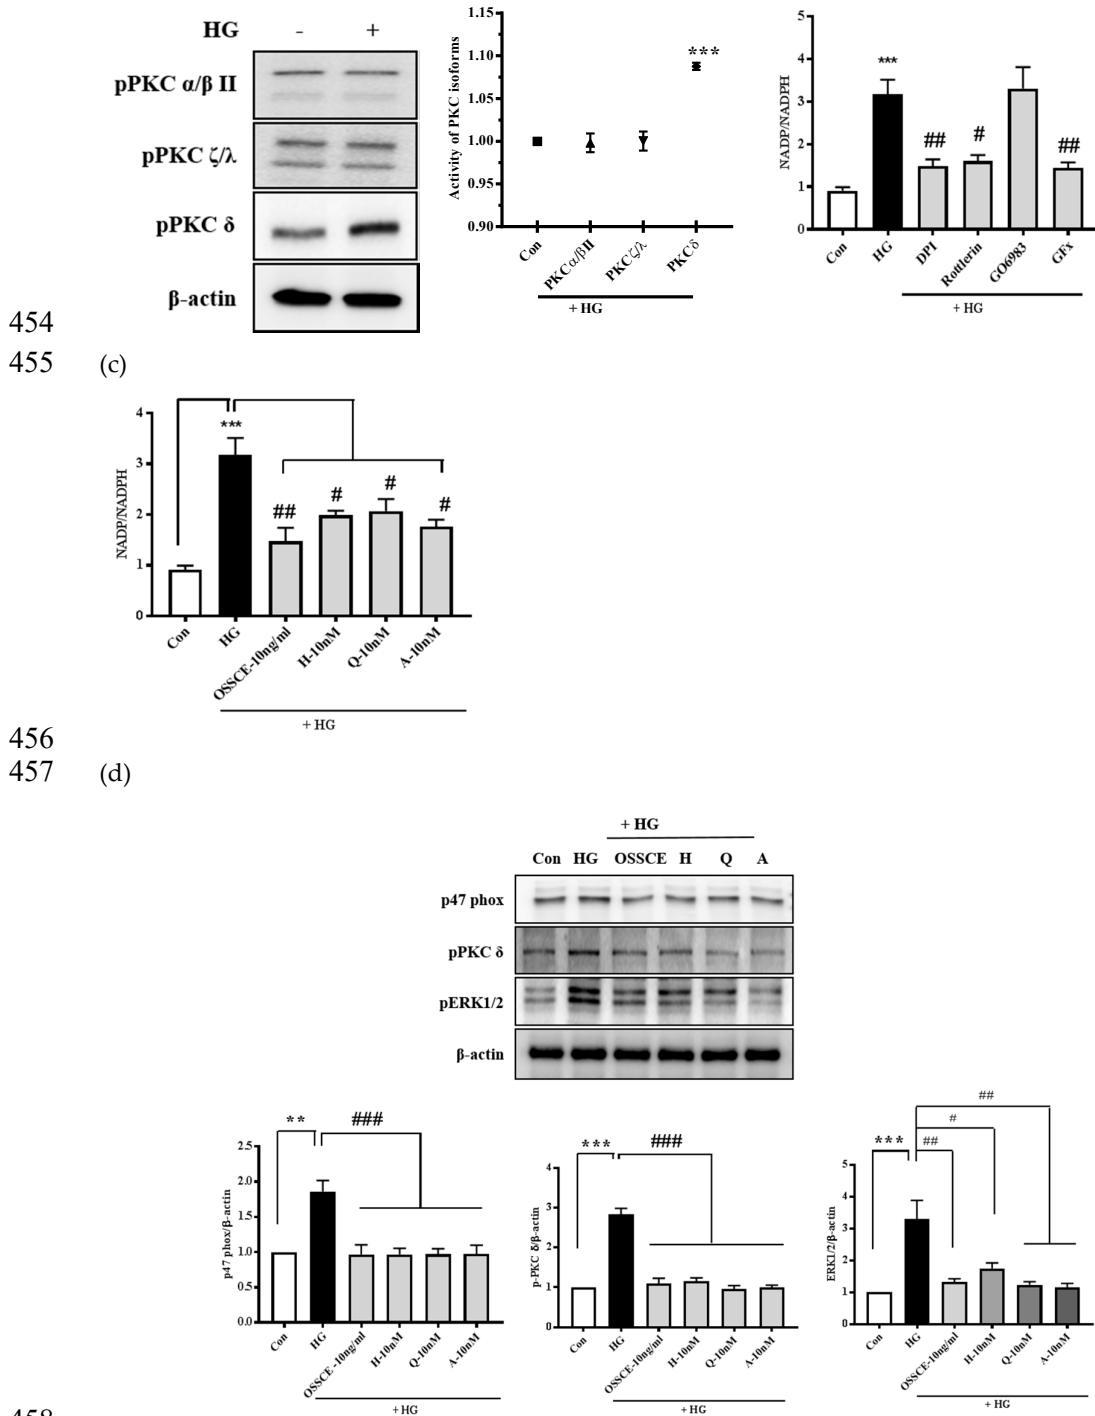 HG - +
pPKC α/β II
pPKC ζ/λ
pPKC δ
β-actin
Activity of PKC isoforms
1.15
1.10
1.05
1.00
0.95
0.90
***
Con
PKCα/βII
PKCζ/λ
PKCδ
+ HG
NADP/NADPH
5
4
3
2
1
0
***
##
#
##
Con
HG
DPI
Rottlerin
GO6983
GFx
+ HG
454
455 (c)
NADP/NADPH
4
3
2
1
0
***
##
#
#
#
Con
HG
OSSCE-10ng/ml
H-10nM
Q-10nM
A-10nM
+ HG
456
457 (d)
+ HG
Con HG OSSCE H Q A
p47 phox
pPKC δ
pERK1/2
β-actin
p47 phox/β-actin
2.5
2.0
1.5
1.0
0.5
0.0
**
###
Con
HG
OSSCE -10ng/ml
H-10nM
Q-10nM
A-10nM
+ HG
p-PKC δ/β-actin
4
3
2
1
0
***
###
Con
HG
OSSCE-10ng/ml
H-10nM
Q-10nM
A-10nM
+ HG
ERK1/2/β-actin
5
4
3
2
1
0
***
##
#
##
Con
HG
OSSCE-10ng/ml
H-10nM
Q-10nM
A-10nM
+ HG
458